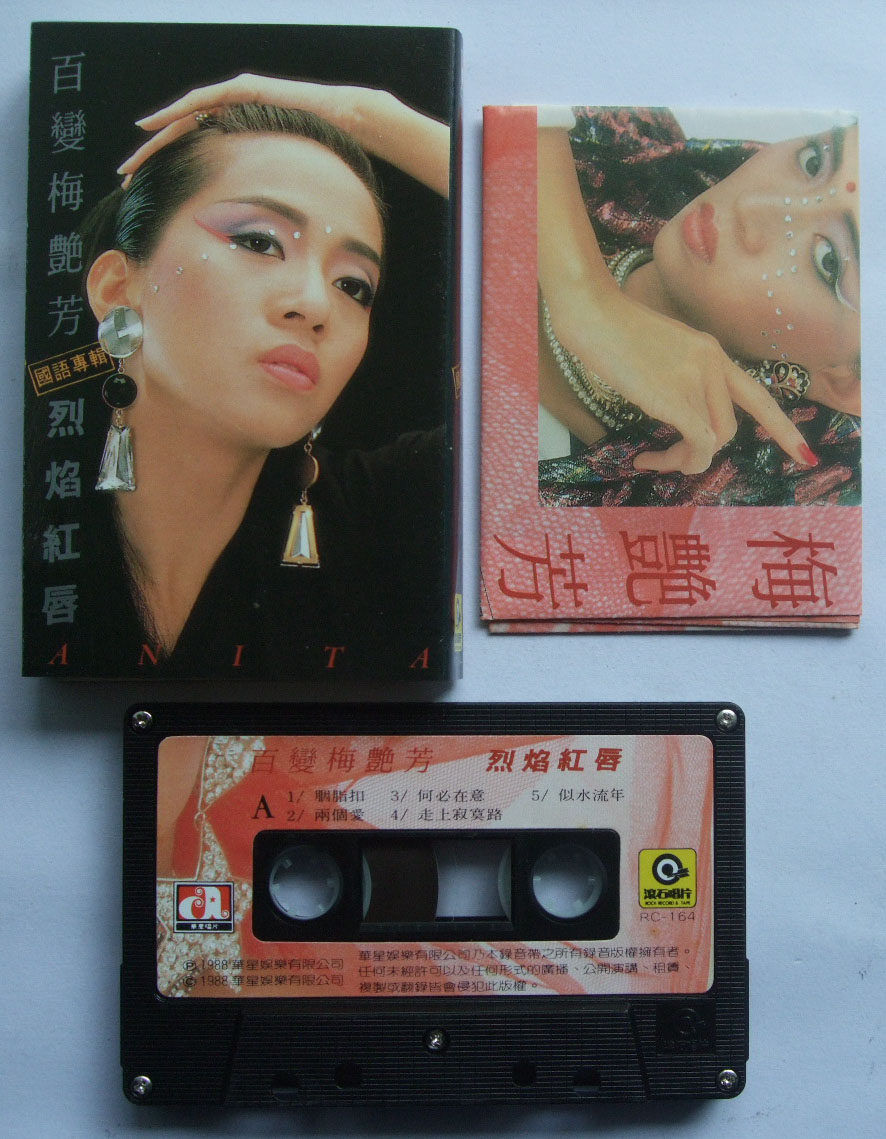 百變梅艷芳
國語專輯
烈焰紅唇
ANITA
梅艷芳
百變梅艷芳 烈焰紅唇
A
1/ 胭脂扣 3/ 何必在意 5/ 似水流年
2/ 兩個愛 4/ 走上寂寞路
華星唱片
滾石唱片
ROCK RECORD & TAPE
RC-164
Ⓟ 1988 華星娛樂有限公司
© 1988 華星娛樂有限公司
華星娛樂有限公司乃本錄音帶之所有錄音版權擁有者。
任何未經許可以及任何形式的廣播、公開演講、租賃、
複製或翻錄皆會侵犯此版權。